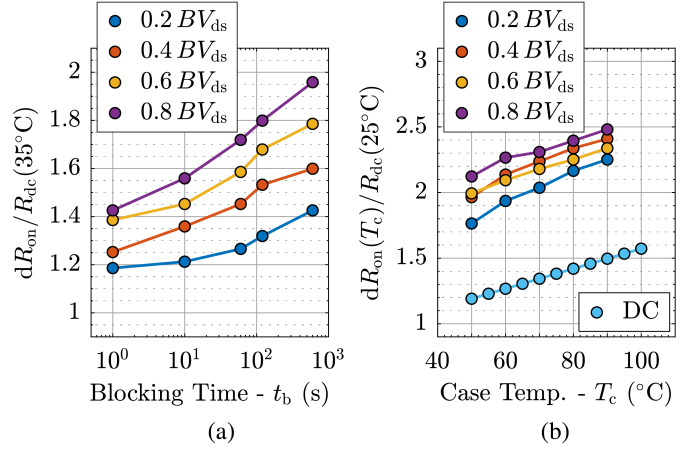 0.2 BV_ds
0.4 BV_ds
0.6 BV_ds
0.8 BV_ds
2
1.8
1.6
1.4
1.2
1
dR_on/R_dc(35°C)
10^0
10^1
10^2
10^3
Blocking Time - t_b (s)
(a)
0.2 BV_ds
0.4 BV_ds
0.6 BV_ds
0.8 BV_ds
3
2.5
2
1.5
1
dR_on(T_c)/R_dc(25°C)
DC
40
60
80
100
Case Temp. - T_c (°C)
(b)